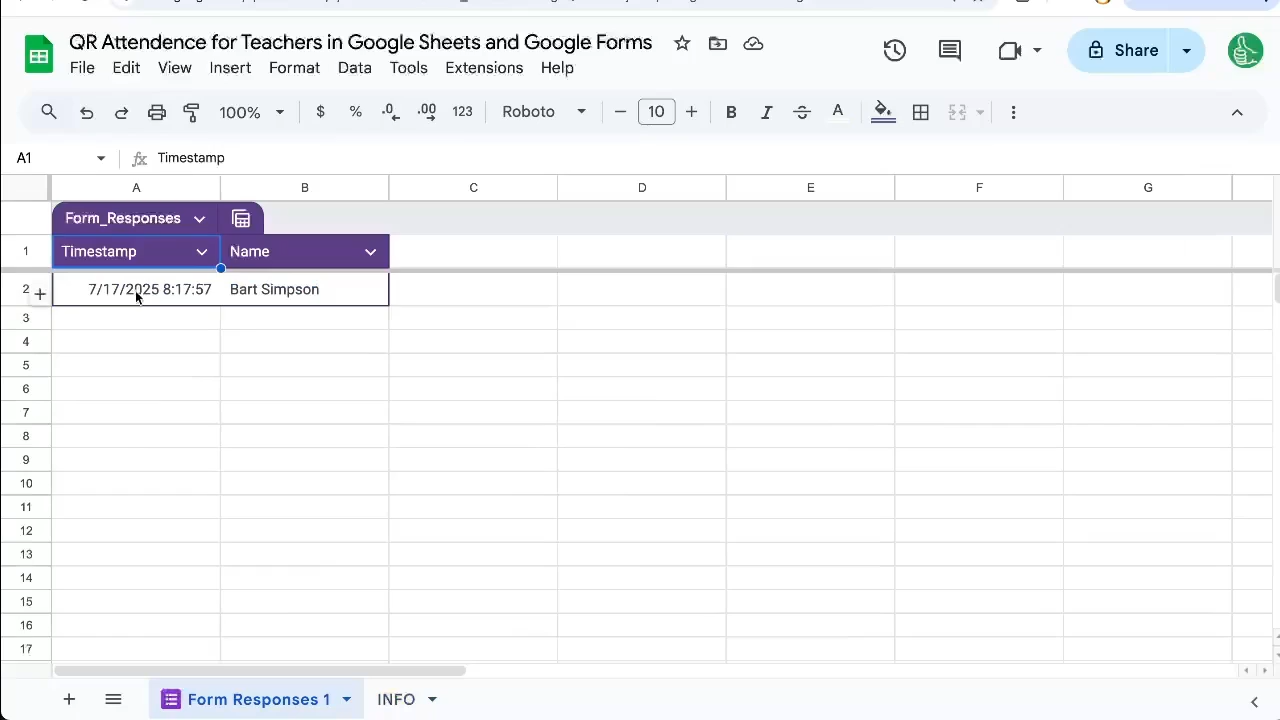 QR Attendence for Teachers in Google Sheets and Google Forms
File Edit View Insert Format Data Tools Extensions Help
Share
100% $ % .0 .00 123 Roboto 10 B I A
A1 fx Timestamp
A B C D E F G
Form_Responses
1 Timestamp Name
2 7/17/2025 8:17:57 Bart Simpson
3
4
5
6
7
8
9
10
11
12
13
14
15
16
17
Form Responses 1 INFO